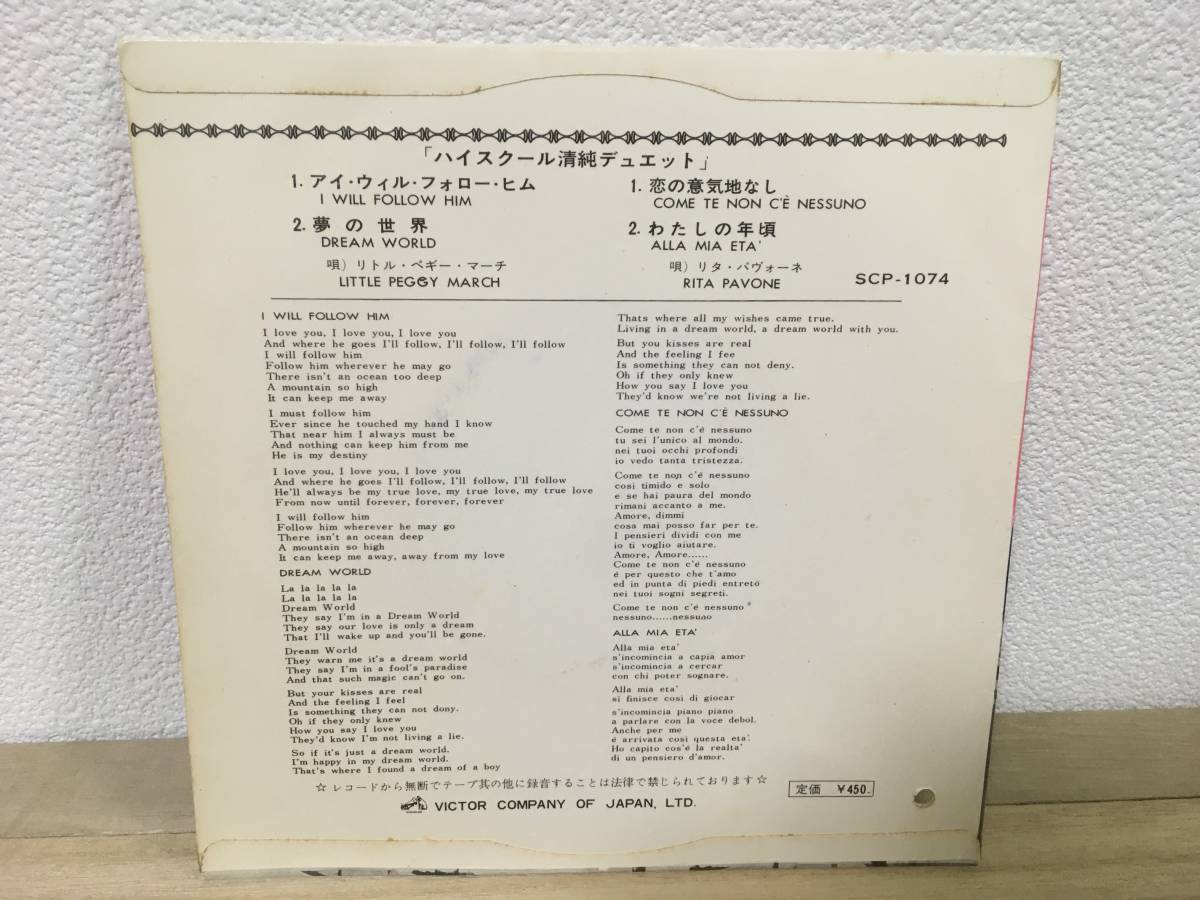 「ハイスクール清純デュエット」
1. アイ・ウィル・フォロー・ヒム
I WILL FOLLOW HIM
2. 夢の世界
DREAM WORLD
唄) リトル・ペギー・マーチ
LITTLE PEGGY MARCH
1. 恋の意気地なし
COME TE NON C'È NESSUNO
2. わたしの年頃
ALLA MIA ETA'
唄) リタ・パヴォーネ
RITA PAVONE
SCP-1074
I WILL FOLLOW HIM
I love you, I love you, I love you
And where he goes I'll follow, I'll follow, I'll follow
I will follow him
Follow him wherever he may go
There isn't an ocean too deep
A mountain so high
It can keep me away
I must follow him
Ever since he touched my hand I know
That near him I always must be
And nothing can keep him from me
He is my destiny
I love you, I love you, I love you
And where he goes I'll follow, I'll follow, I'll follow
He'll always be my true love, my true love, my true love
From now until forever, forever, forever
I will follow him
Follow him wherever he may go
There isn't an ocean deep
A mountain so high
It can keep me away, away from my love
DREAM WORLD
La la la la la
La la la la la
Dream World
They say I'm in a Dream World
They say our love is only a dream
That I'll wake up and you'll be gone.
Dream World
They warn me it's a dream world
They say I'm in a fool's paradise
And that such magic can't go on.
But your kisses are real
And the feeling I feel
Is something they can not dony.
Oh if they only knew
How you say I love you
They'd know I'm not living a lie.
So if it's just a dream world.
I'm happy in my dream world.
That's where I found a dream of a boy
Thats where all my wishes came true.
Living in a dream world, a dream world with you.
But you kisses are real
And the feeling I fee
Is something they can not deny.
Oh if they only knew
How you say I love you
They'd know we're not living a lie.
COME TE NON C'È NESSUNO
Come te non c'é nessuno
tu sei l'unico al mondo.
nei tuoi occhi profondi
io vedo tanta tristezza.
Come te non c'é nessuno
cosi timido e solo
e se hai paura del mondo
rimani accanto a me.
Amore, dimmi
cosa mai posso far per te.
I pensieri dividi con me
io ti voglio aiutare.
Amore, Amore......
Come te non c'é nessuno
é per questo che t'amo
ed in punta di piedi entretó
nei tuoi sogni segreti.
Come te non c'é nessuno
nessuno......nessuno
ALLA MIA ETA'
Alla mia eta'
s'incomincia a capia amor
s'incomincia a cercar
con chi poter sognare.
Alla mia eta'
si finisce cosi di giocar
s'incomincia piano piano
a parlare con la voce debol.
Anche per me
é arrivata cosi questa eta'.
Ho capito cos'é la realta'
di un pensiero d'amor.
☆ レコードから無断でテープ其の他に録音することは法律で禁じられております ☆
VICTOR COMPANY OF JAPAN, LTD.
定価 ¥450.